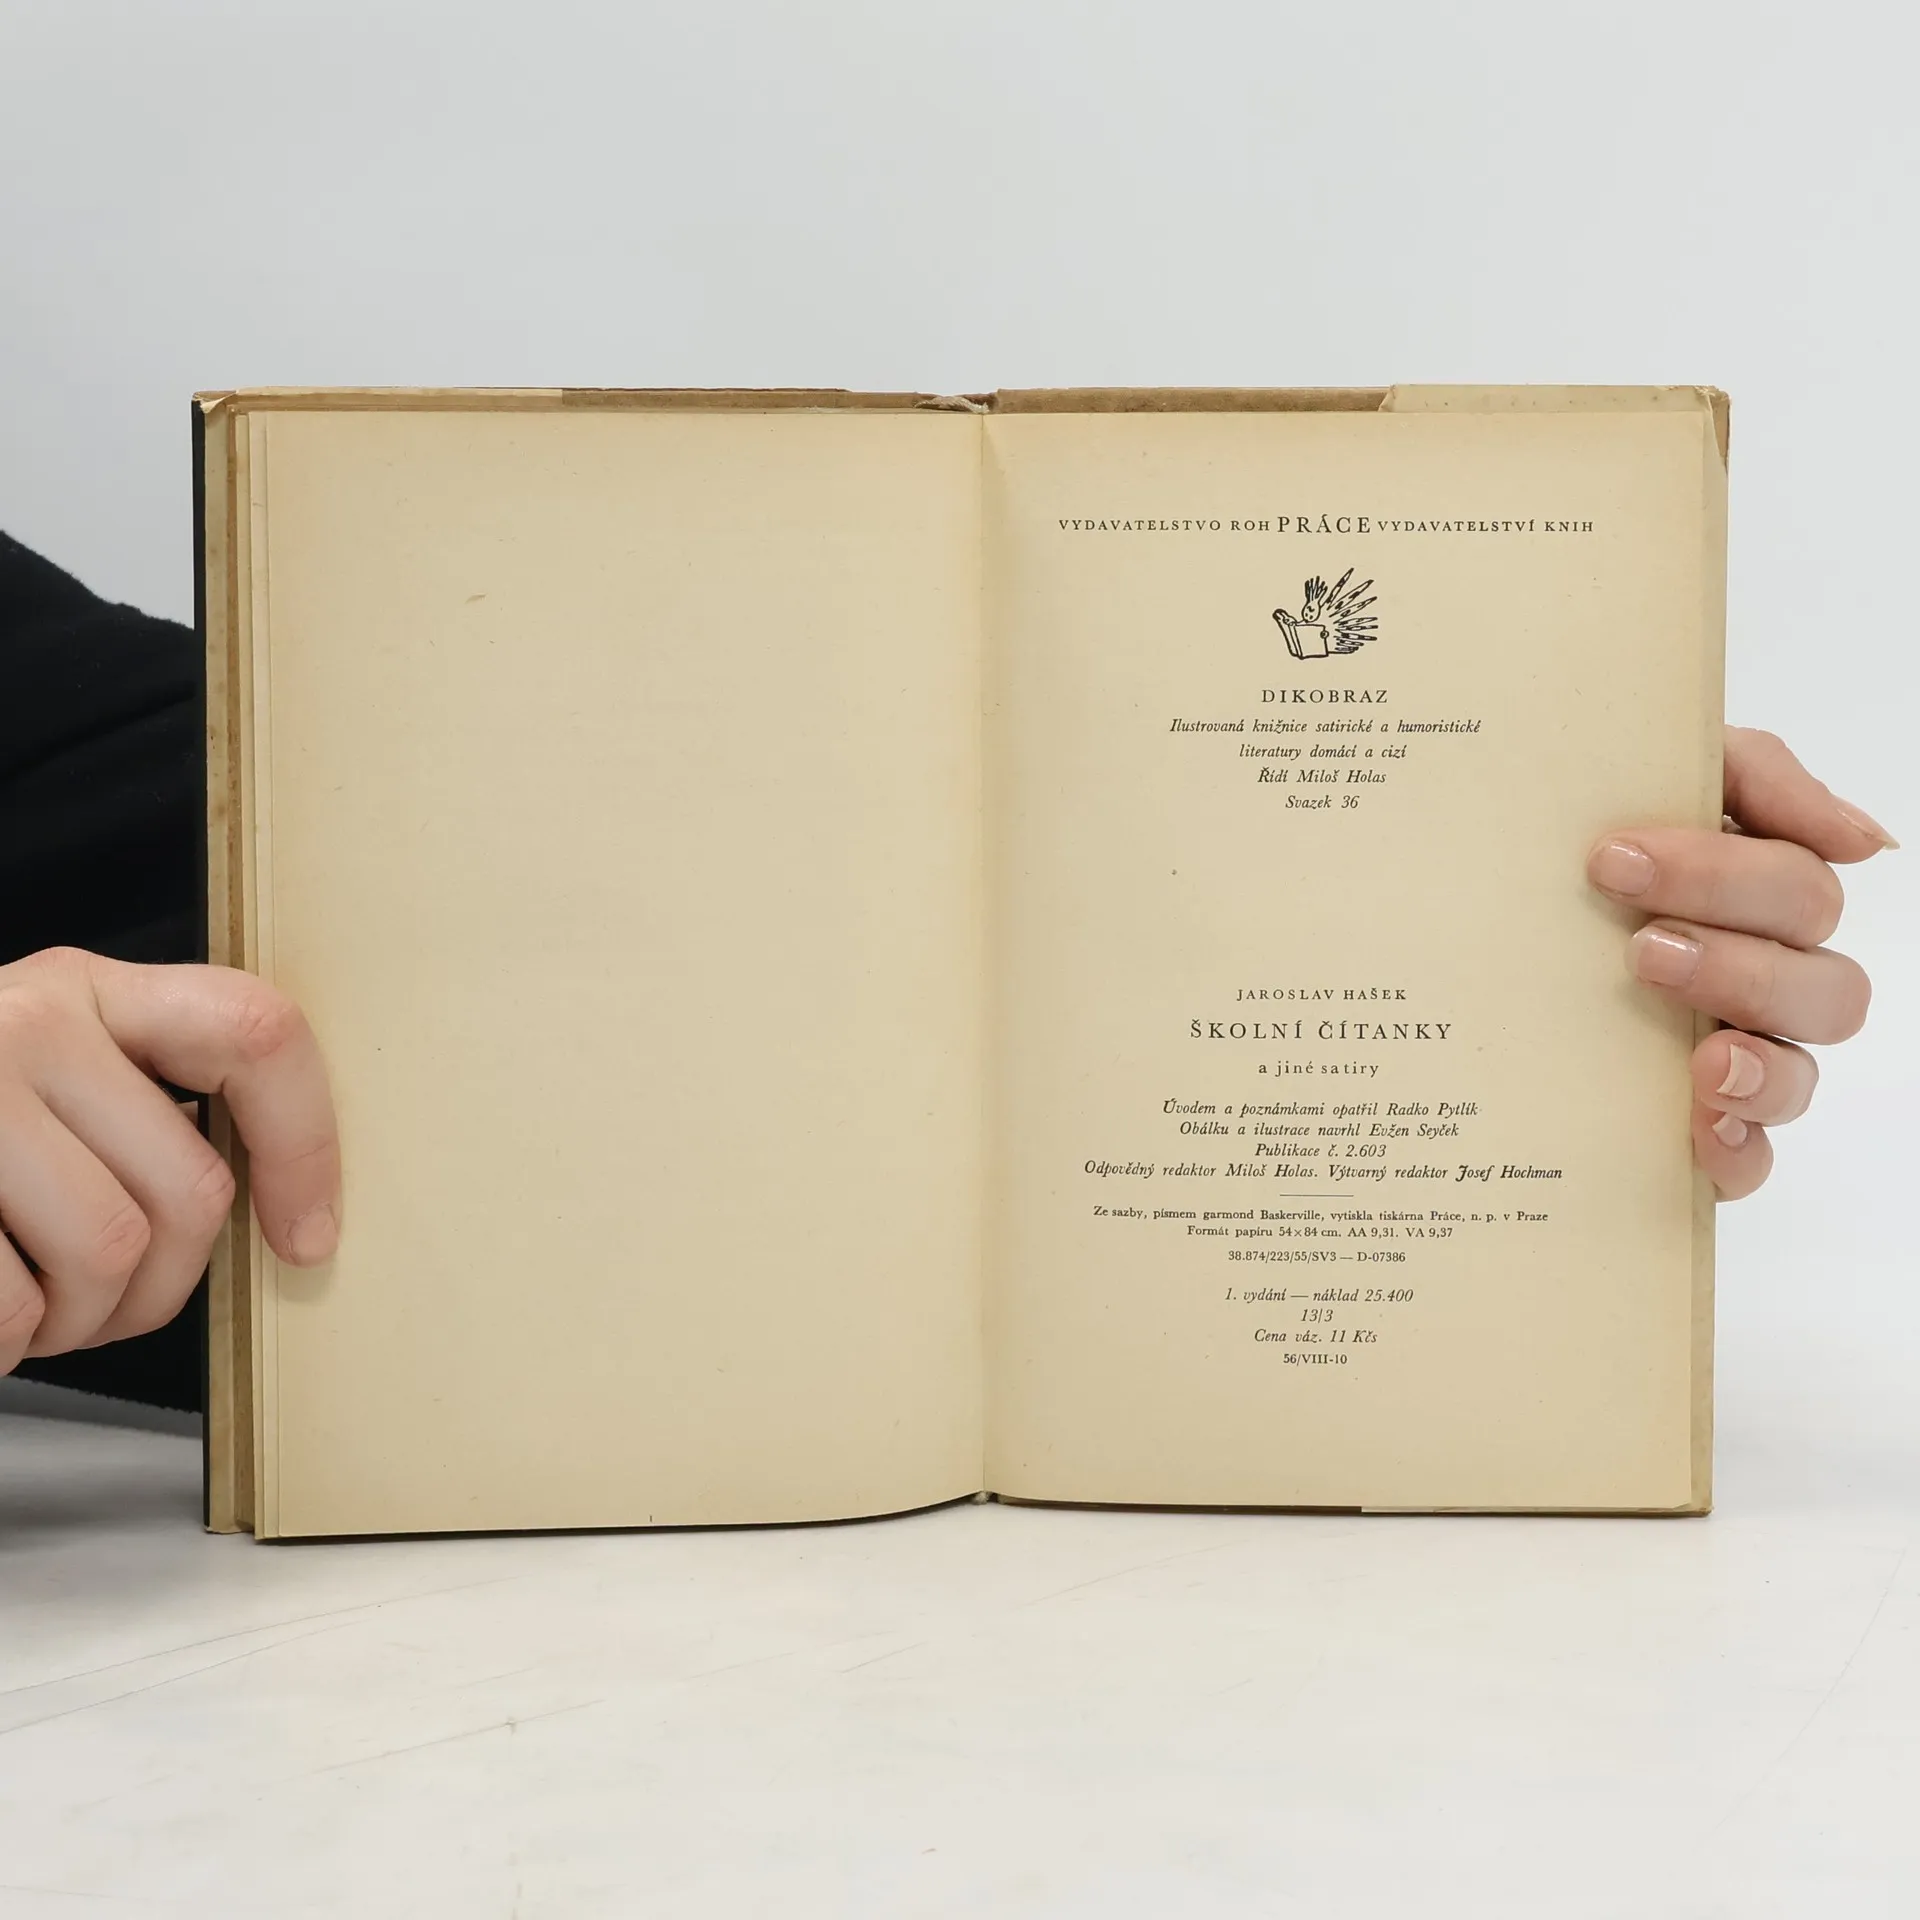 VYDAVATELSTVO ROH PRÁCE VYDAVATELSTVÍ KNIH
DIKOBRAZ
Ilustrovaná knižnice satirické a humoristické
literatury domácí a cizí
Řídí Miloš Holas
Svazek 36
JAROSLAV HAŠEK
ŠKOLNÍ ČÍTANKY
a jiné satiry
Úvodem a poznámkami opatřil Radko Pytlík
Obálku a ilustrace navrhl Evžen Seyček
Publikace č. 2.603
Odpovědný redaktor Miloš Holas. Výtvarný redaktor Josef Hochman
Ze sazby, písmem garmond Baskerville, vytiskla tiskárna Práce, n. p. v Praze
Formát papíru 54×84 cm. AA 9,31. VA 9,37
38.874/223/55/SV3 — D-07386
1. vydání — náklad 25.400
13/3
Cena váz. 11 Kčs
56/VIII-10